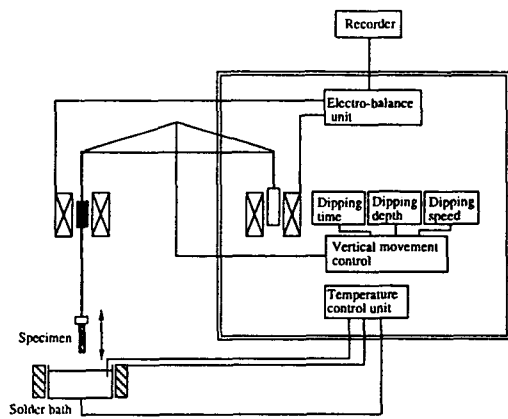 Recorder
Electro-balance
unit
Dipping
time
Dipping
depth
Dipping
speed
Vertical movement
control
Temperature
control unit
Specimen
Solder bath